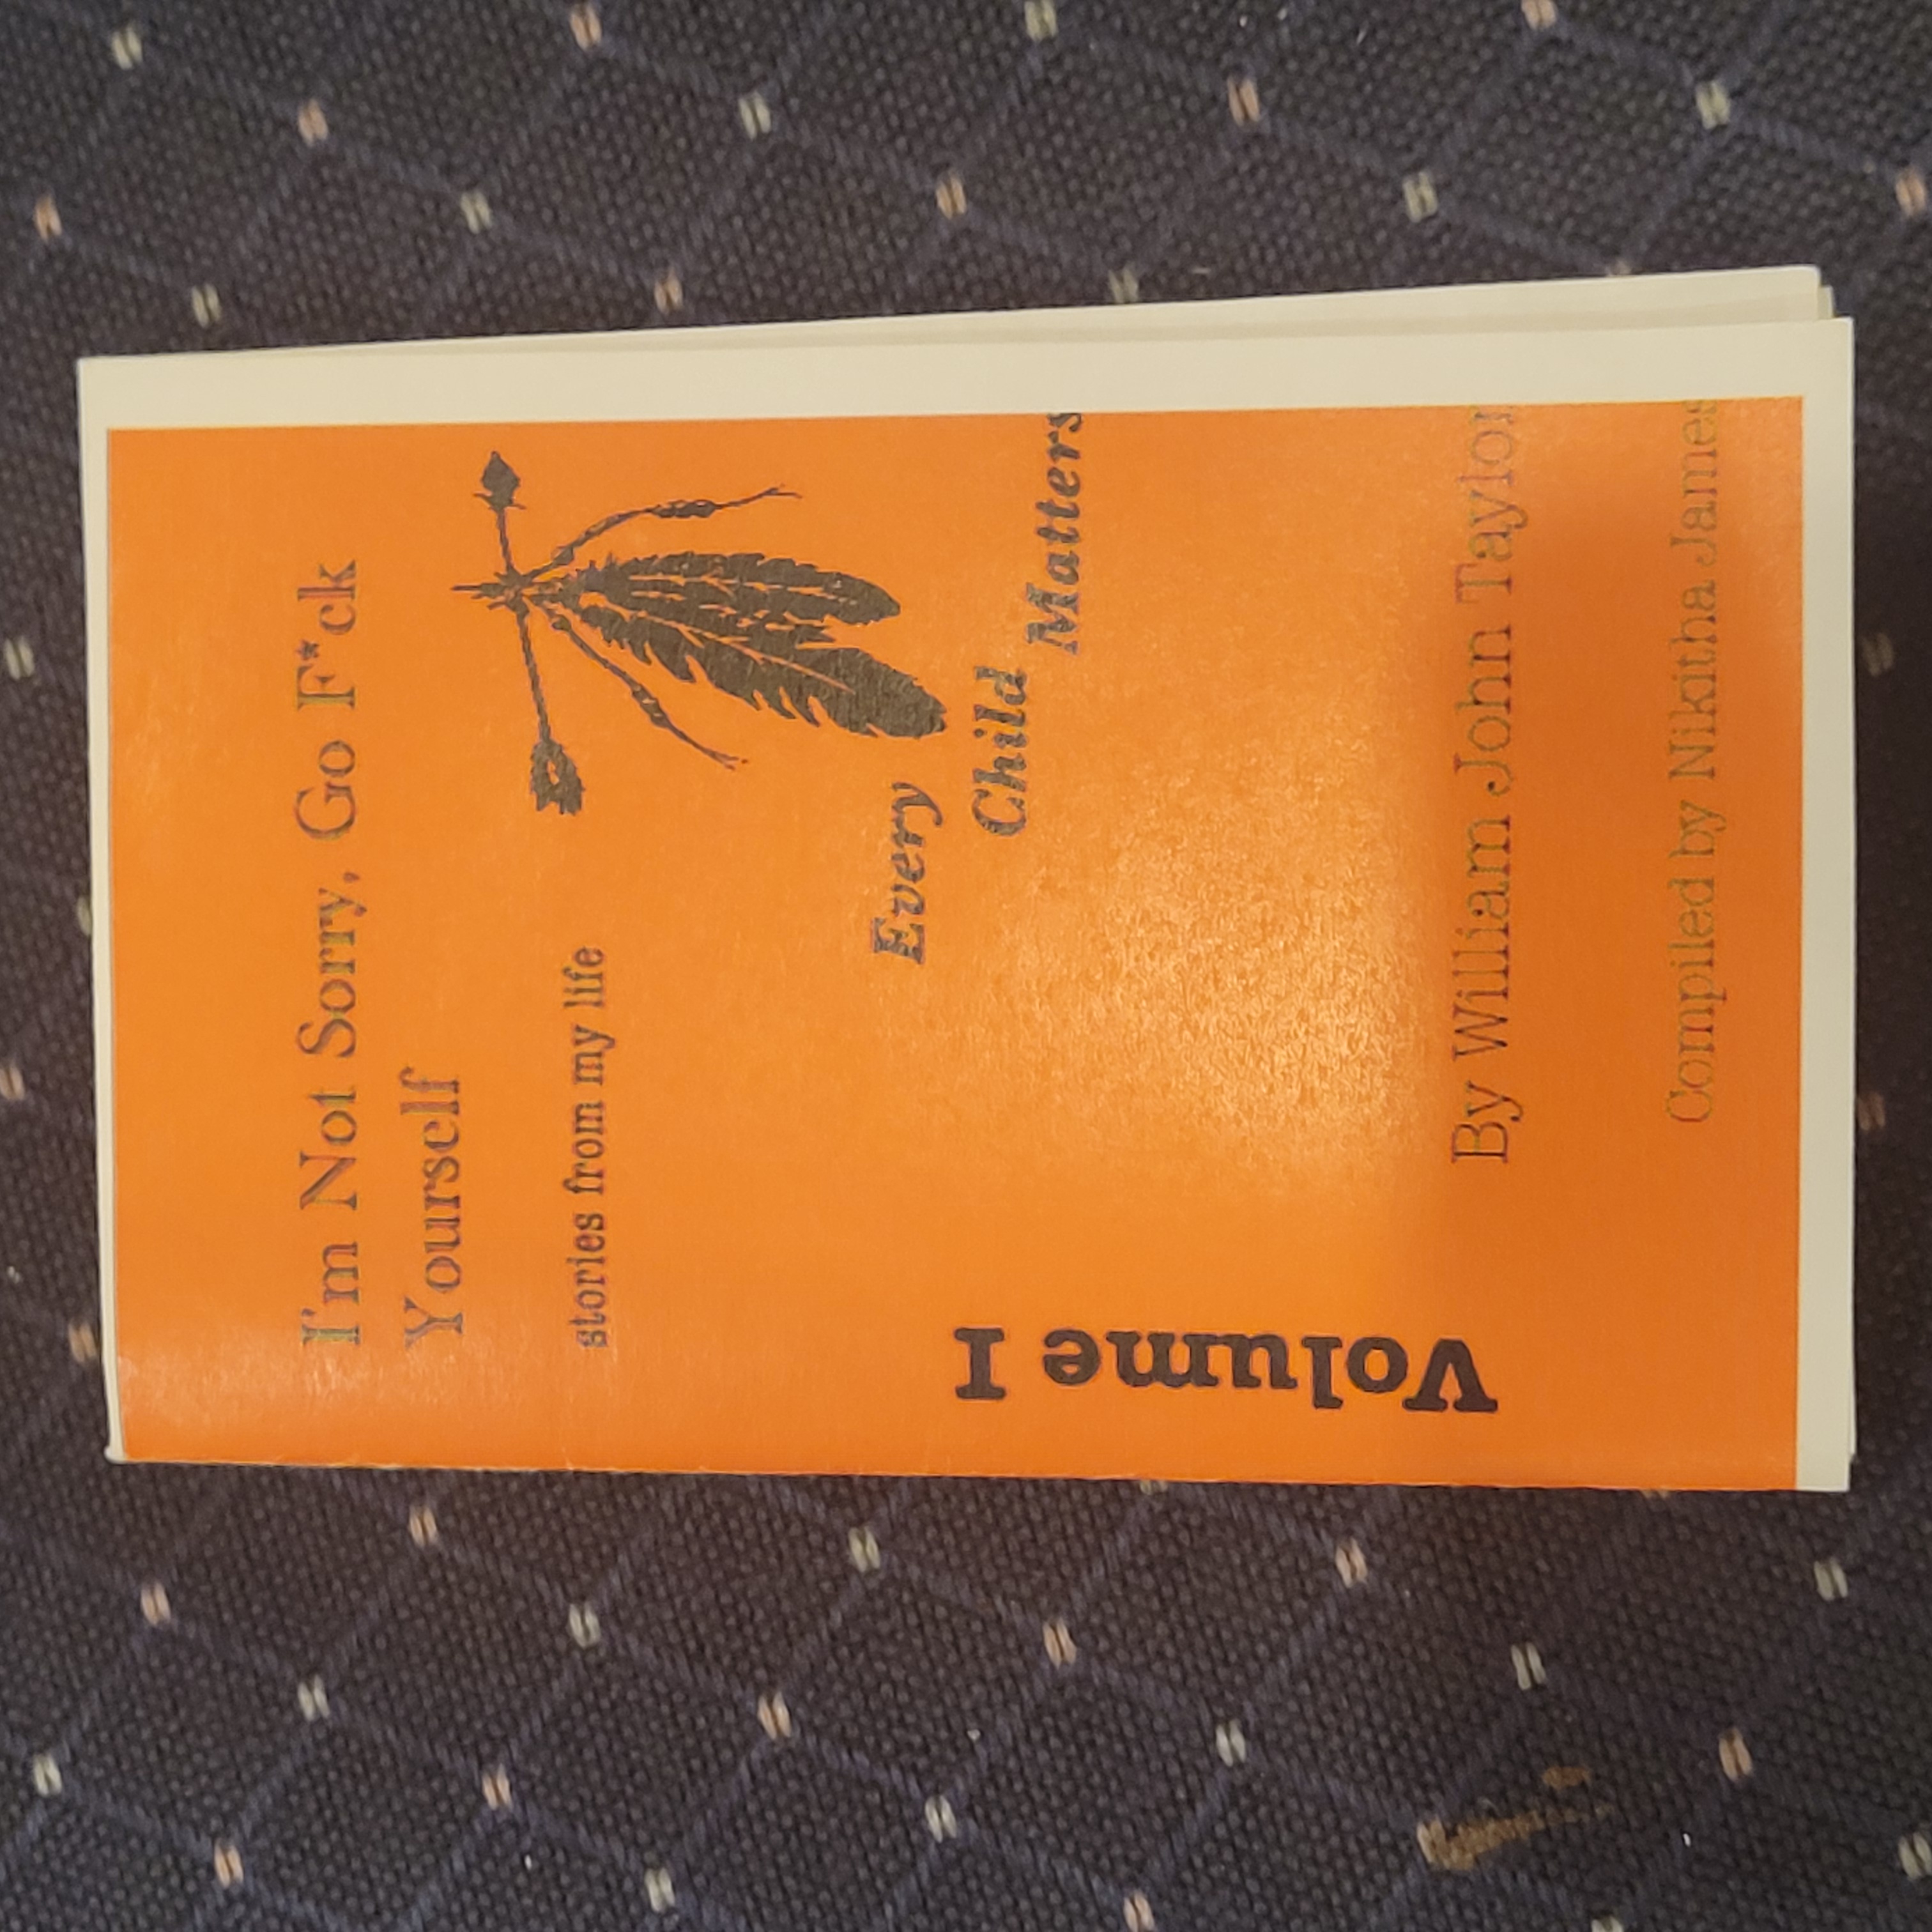 I'm Not Sorry, Go F*ck
Yourself
stories from my life
Every
Child
Matters
Volume I
By William John Taylor
Compiled by Nikitha James